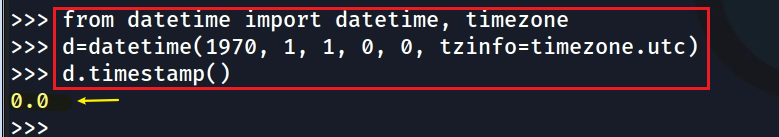 >>> from datetime import datetime, timezone
>>> d=datetime(1970, 1, 1, 0, 0, tzinfo=timezone.utc)
>>> d.timestamp()
0.0
>>>